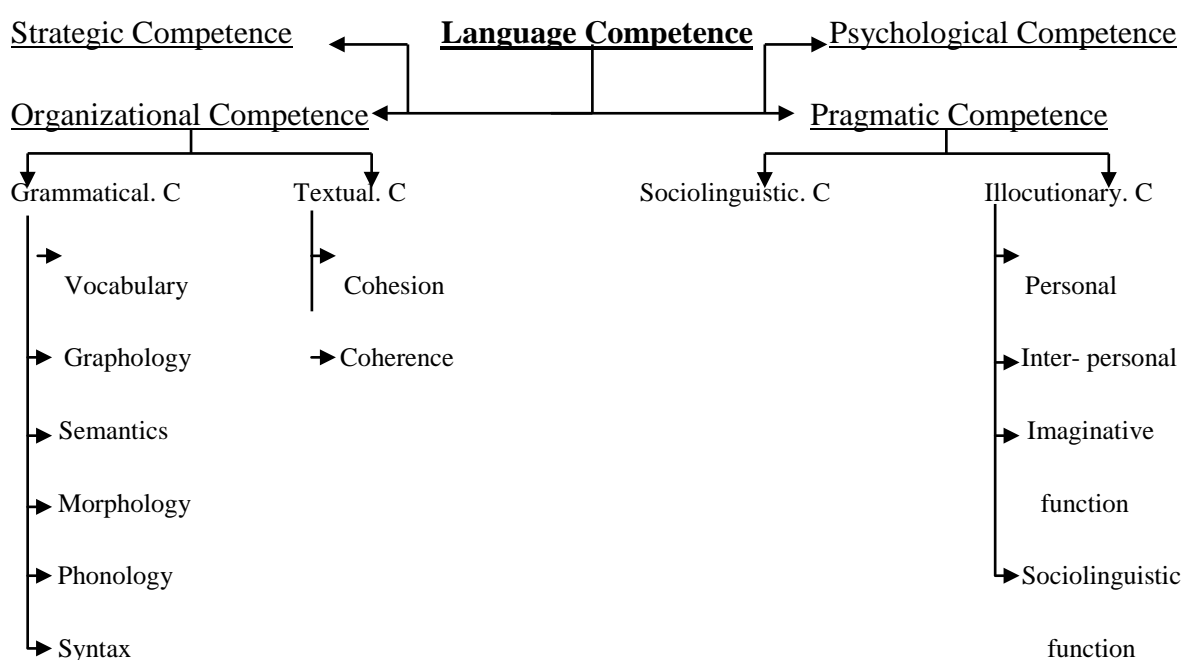 Strategic Competence Language Competence Psychological Competence
Organizational Competence Pragmatic Competence
Grammatical. C Textual. C Sociolinguistic. C Illocutionary. C
Vocabulary Cohesion Personal
Graphology Coherence Inter- personal
Semantics Imaginative
Morphology function
Phonology Sociolinguistic
Syntax function